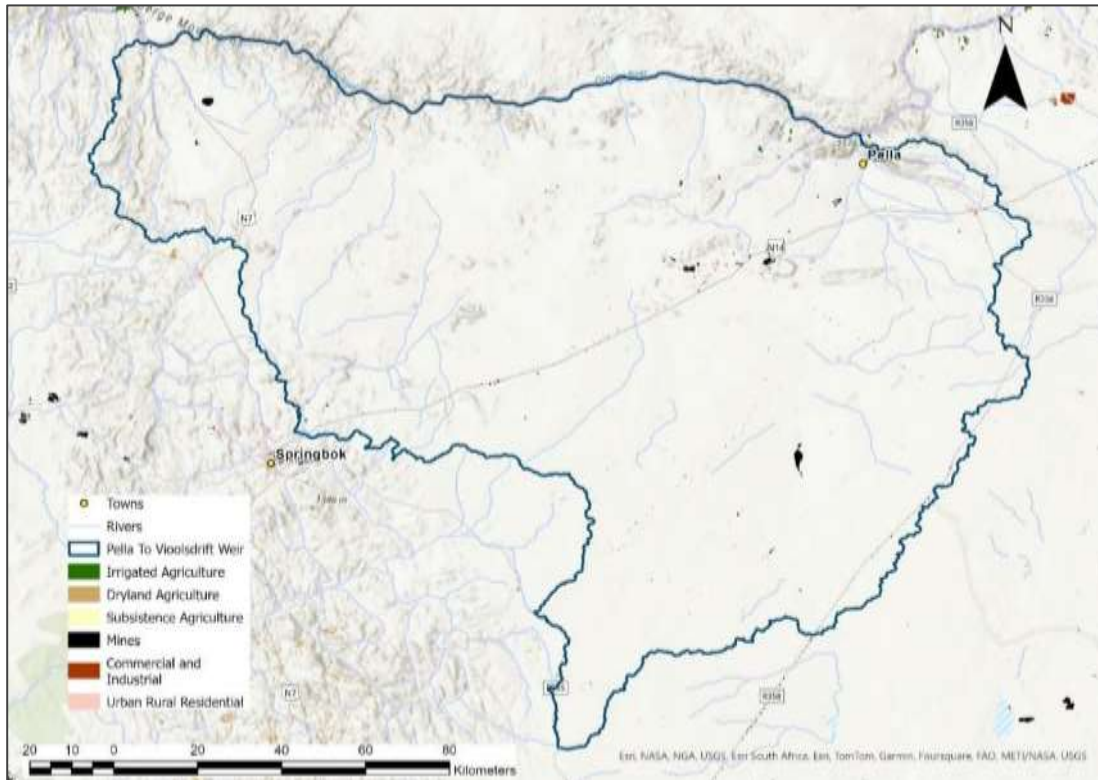 N
R358
Pella
N7
N14
R358
Springbok
Towns
Rivers
Pella To Vioolsdrift Weir
Irrigated Agriculture
Dryland Agriculture
Subsistence Agriculture
Mines
Commercial and
Industrial
Urban Rural Residential
N7
R358
20 10 0 20 40 60 80
Kilometers
Esri, NASA, NGA, USGS, Esri South Africa, Esri, TomTom, Garmin, Foursquare, FAO, METI/NASA, USGS